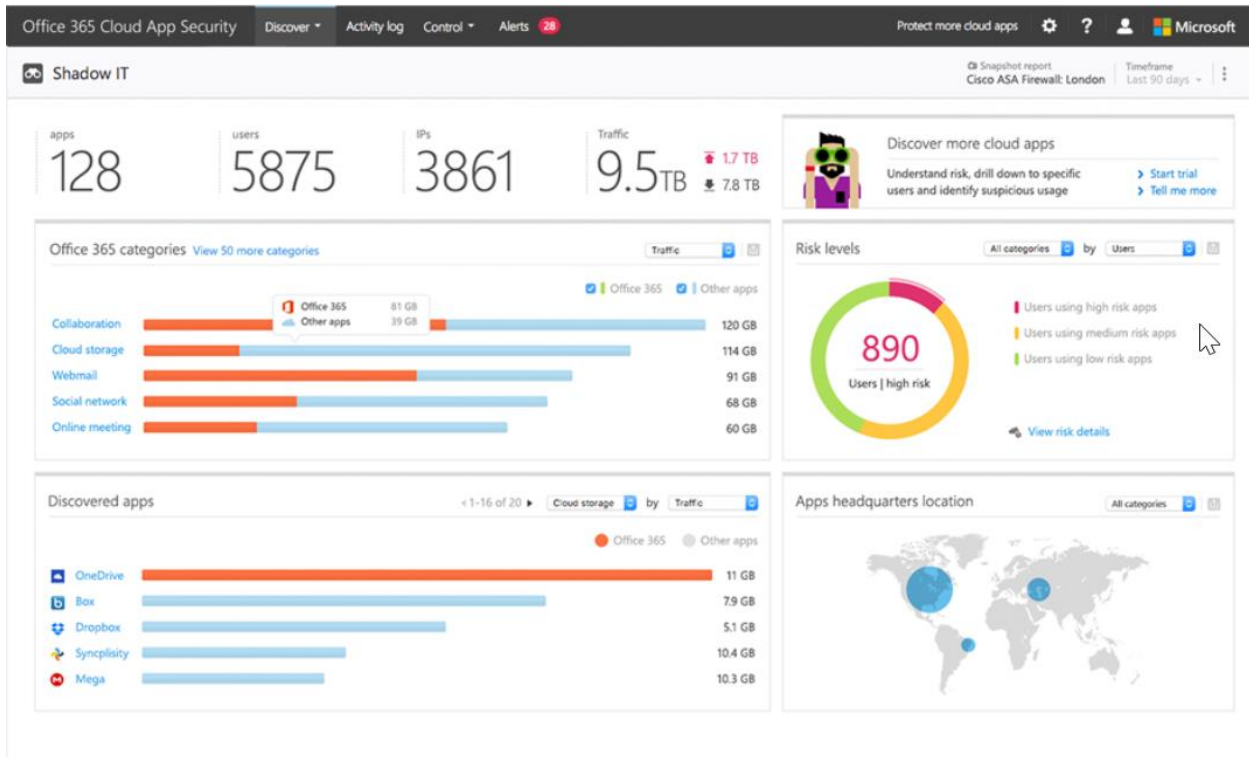 Office 365 Cloud App Security Discover Activity log Control Alerts 28 Protect more cloud apps ? Microsoft
Shadow IT
Snapshot report
Cisco ASA Firewall: London
Timeframe
Last 90 days
apps
128
users
5875
IPs
3861
Traffic
9.5TB
1.7 TB
7.8 TB
Discover more cloud apps
Understand risk, drill down to specific
users and identify suspicious usage
Start trial
Tell me more
Office 365 categories View 50 more categories Traffic
Office 365 Other apps
Office 365 81 GB
Other apps 39 GB
Collaboration 120 GB
Cloud storage 114 GB
Webmail 91 GB
Social network 68 GB
Online meeting 60 GB
Risk levels All categories by Users
890
Users | high risk
Users using high risk apps
Users using medium risk apps
Users using low risk apps
View risk details
Discovered apps 1-16 of 20 Cloud storage by Traffic
Office 365 Other apps
OneDrive 11 GB
Box 7.9 GB
Dropbox 5.1 GB
Syncplisity 10.4 GB
Mega 10.3 GB
Apps headquarters location All categories